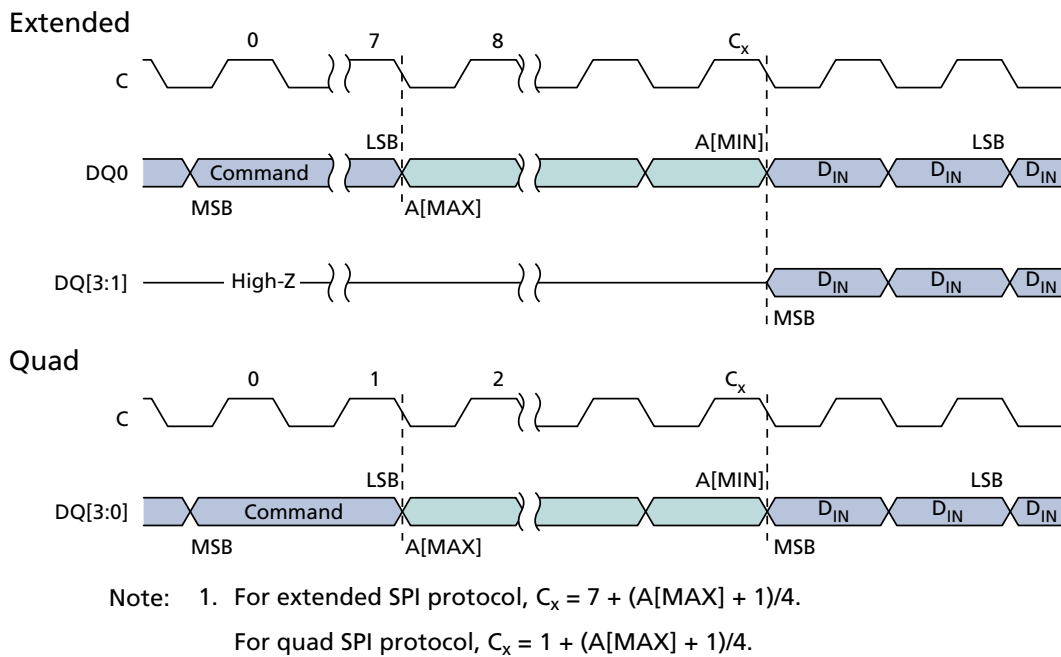 Extended
0 7 8 Cx
C
LSB A[MIN] LSB
DQ0 Command DIN DIN DIN
MSB A[MAX]
DQ[3:1] High-Z DIN DIN DIN
MSB
Quad
0 1 2 Cx
C
LSB A[MIN] LSB
DQ[3:0] Command DIN DIN DIN
MSB A[MAX] MSB
Note: 1. For extended SPI protocol, Cx = 7 + (A[MAX] + 1)/4.
For quad SPI protocol, Cx = 1 + (A[MAX] + 1)/4.